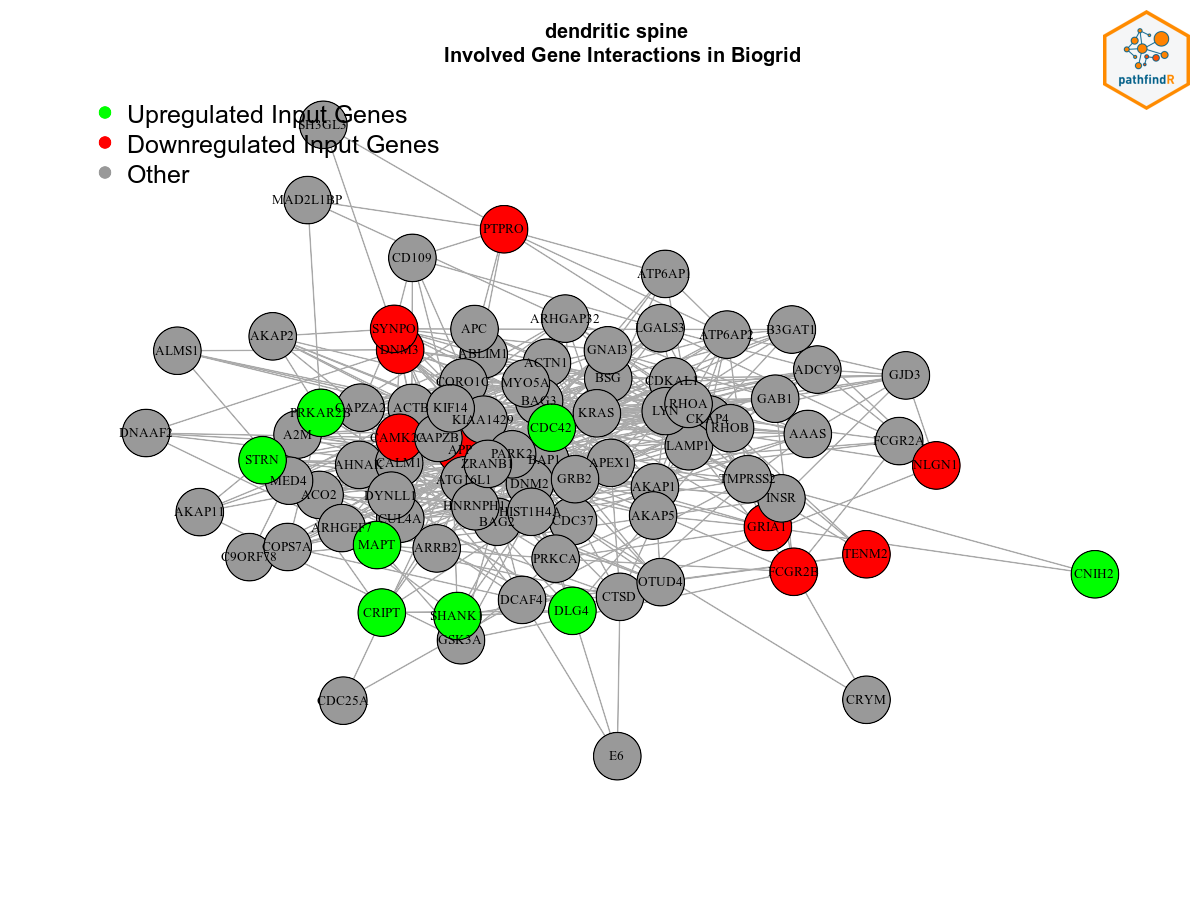 dendritic spine
Involved Gene Interactions in Biogrid
pathfindR
Upregulated Input Genes
SH3GL3
Downregulated Input Genes
Other
MAD2L1BP
PTPRO
CD109
ATP6AP
SYNPO
APC
ARHGAP32
LGALS3
ATP6AP2
B3GAT1
AKAP2
ALMS1
DNM3
ABLIM1
ACTN1
GNAI3
ADCY9
GJD3
CORO1C
MYO5A
BSG
CDKAL1
BAG3
GAB1
PRKAR2B
CAPZA2
ACTB
KIF14
KIAA1429
CDC42
KRAS
LYN
RHOA
CKAP4
RHOB
DNAAF2
A2M
CAMK2A
CAPZB
APP
PARK2
LAMP1
AAAS
FCGR2A
STRN
AHNAK
CALM1
ZRANB1
BAP1
APEX1
NLGN1
MED4
ACO2
DYNLL1
ATG16L1
DNM2
GRB2
AKAP1
TMPRSS2
INSR
AKAP11
ARHGEF7
CUL4A
HNRNPH1
BAG2
HIST1H4A
CDC37
AKAP5
GRIA1
C9ORF78
COPS7A
MAPT
ARRB2
PRKCA
TENM2
FCGR2B
CNIH2
CRIPT
SHANK
GSK3A
DCAF4
DLG4
CTSD
OTUD4
CDC25A
CRYM
E6